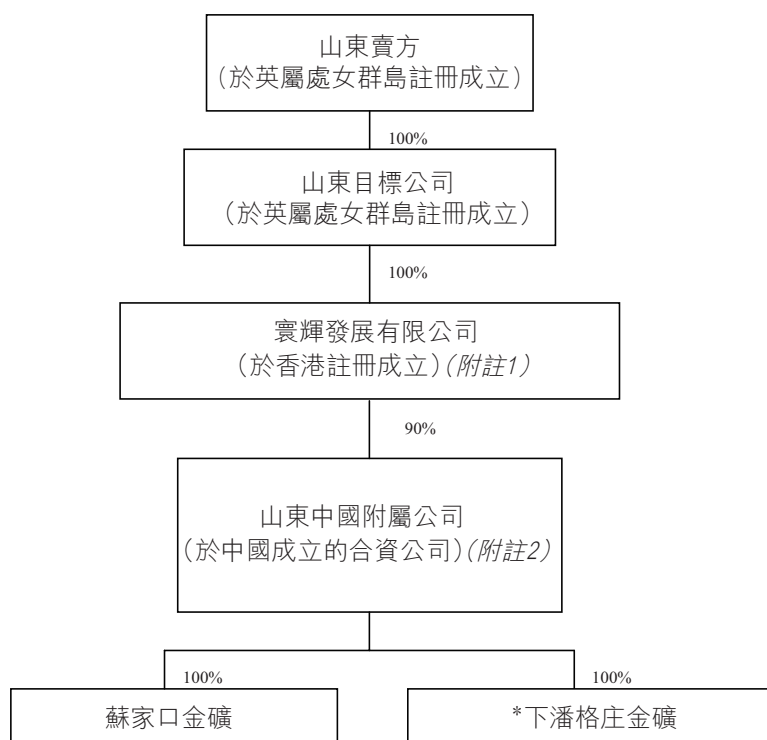 山東賣方
（於英屬處女群島註冊成立）
100%
山東目標公司
（於英屬處女群島註冊成立）
100%
寰輝發展有限公司
（於香港註冊成立）(附註1)
90%
山東中國附屬公司
（於中國成立的合資公司）(附註2)
100%
100%
蘇家口金礦
*下潘格庄金礦